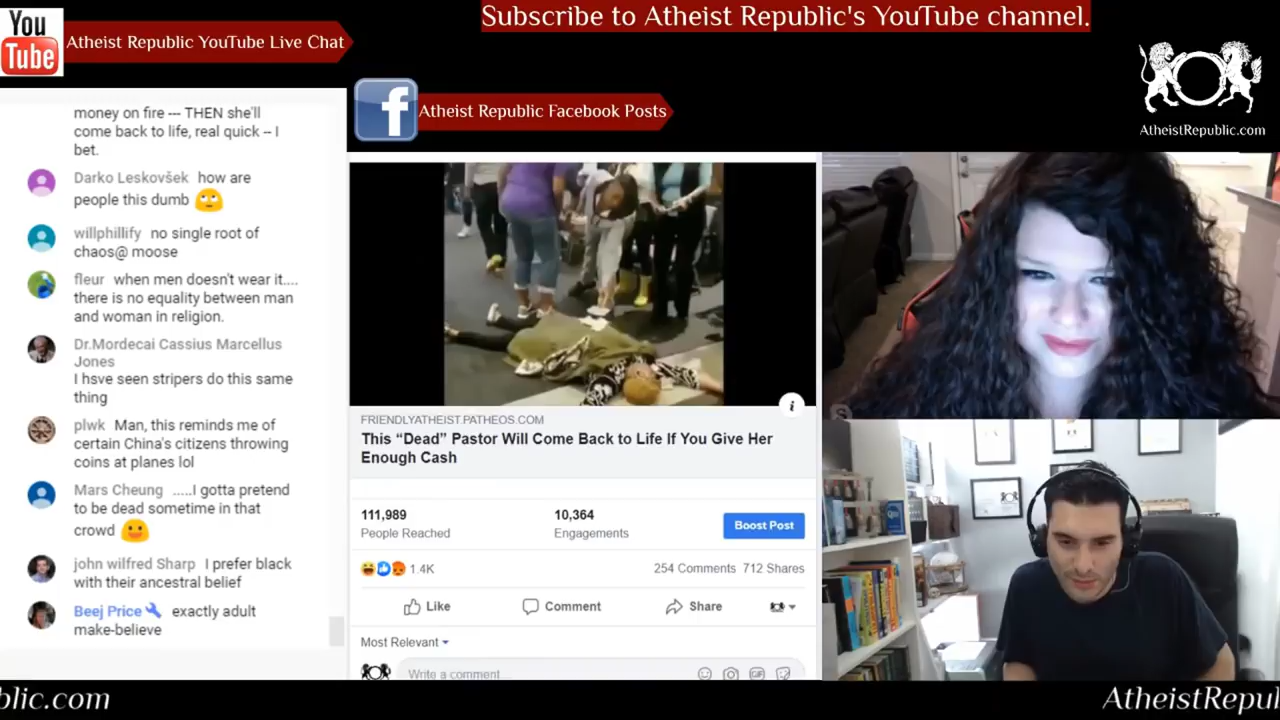 Subscribe to Atheist Republic's YouTube channel.
You
Tube
Atheist Republic YouTube Live Chat
AtheistRepublic.com
f
Atheist Republic Facebook Posts
money on fire --- THEN she'll
come back to life, real quick -- I
bet.
Darko Leskovšek how are
people this dumb
willphillify no single root of
chaos@ moose
fleur when men doesn't wear it....
there is no equality between man
and woman in religion.
Dr.Mordecai Cassius Marcellus
Jones
I hsve seen stripers do this same
thing
plwk Man, this reminds me of
certain China's citizens throwing
coins at planes lol
Mars Cheung .....I gotta pretend
to be dead sometime in that
crowd
john wilfred Sharp I prefer black
with their ancestral belief
Beej Price exactly adult
make-believe
i
FRIENDLYATHEIST.PATHEOS.COM
This “Dead” Pastor Will Come Back to Life If You Give Her
Enough Cash
111,989
People Reached
10,364
Engagements
Boost Post
1.4K
254 Comments 712 Shares
Like
Comment
Share
Most Relevant
Write a comment...
GIF
blic.com
AtheistRepul